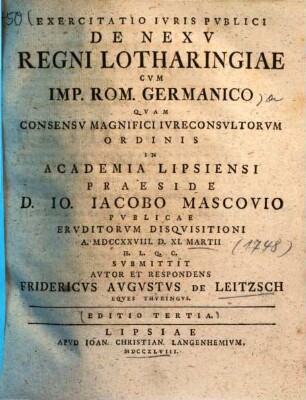 50
EXERCITATIO IVRIS PVBLICI
DE NEXV
REGNI LOTHARINGIAE
CVM
IMP. ROM. GERMANICO
QVAM
CONSENSV MAGNIFICI IVRECONSVLTORVM
ORDINIS
IN
ACADEMIA LIPSIENSI
PRAESIDE
D. IO. IACOBO MASCOVIO
PVBLICAE
ERVDITORVM DISQVISITIONI
A. MDCCXXVIII. D. XI. MARTII
H. L. Q. C.
SVBMITTIT
AVTOR ET RESPONDENS
FRIDERICVS AVGVSTVS DE LEITZSCH
EQVES THVRINGVS.
(1748)
EDITIO TERTIA.
LIPSIAE
APVD IOAN. CHRISTIAN. LANGENHEMIVM,
MDCCXLVIII.